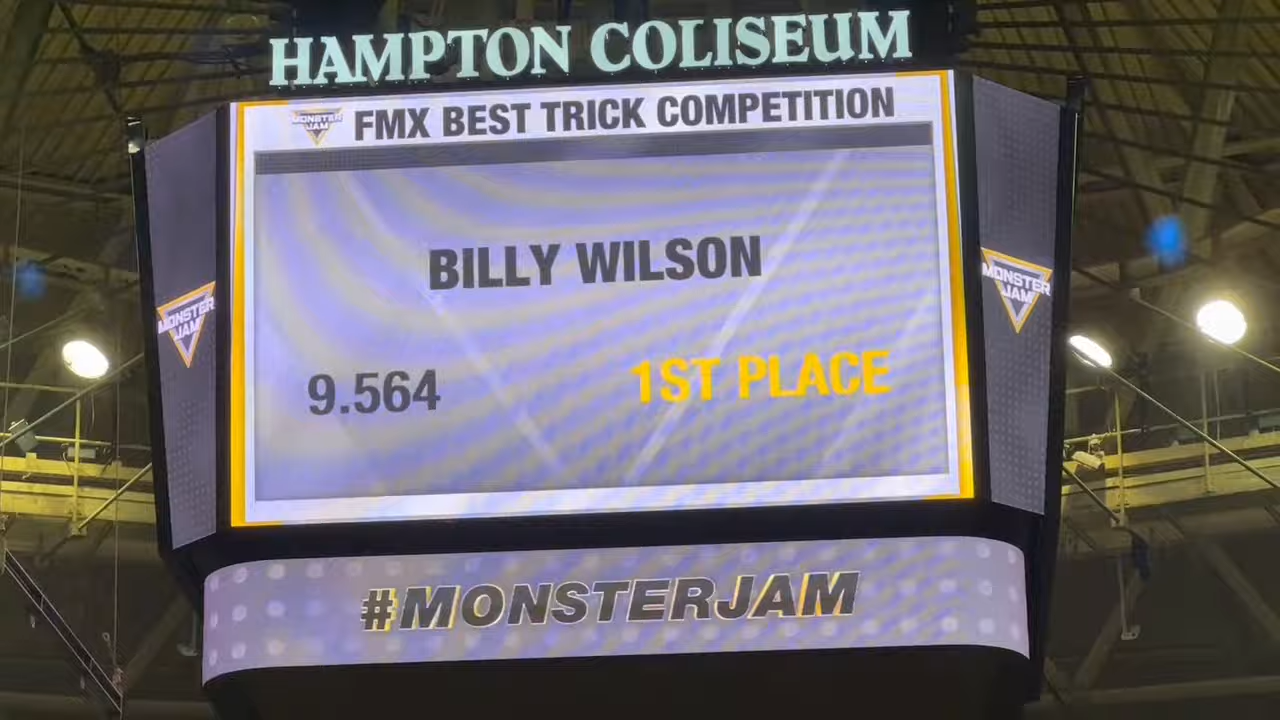 HAMPTON COLISEUM
MONSTER JAM
FMX BEST TRICK COMPETITION
BILLY WILSON
9.564
1ST PLACE
MONSTER
JAM
MONSTER
JAM
#MONSTERJAM